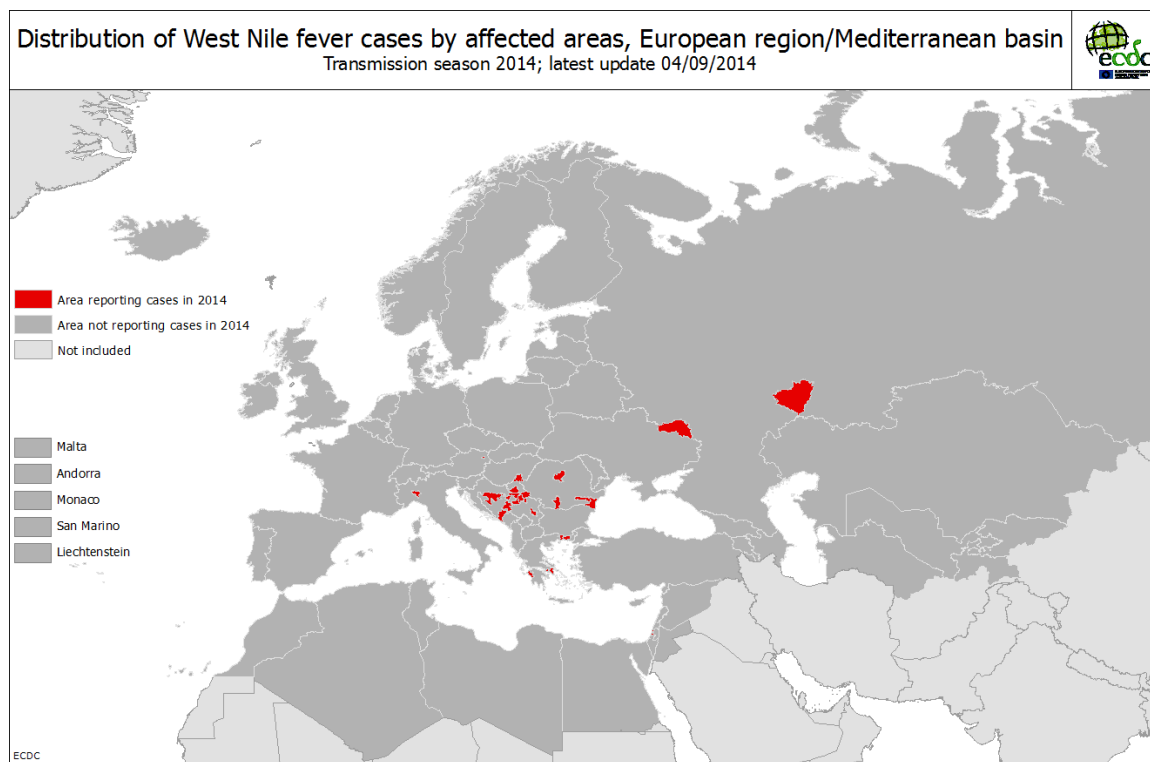 Distribution of West Nile fever cases by affected areas, European region/Mediterranean basin
Transmission season 2014; latest update 04/09/2014
ecdc
Area reporting cases in 2014
Area not reporting cases in 2014
Not included
Malta
Andorra
Monaco
San Marino
Liechtenstein
ECDC